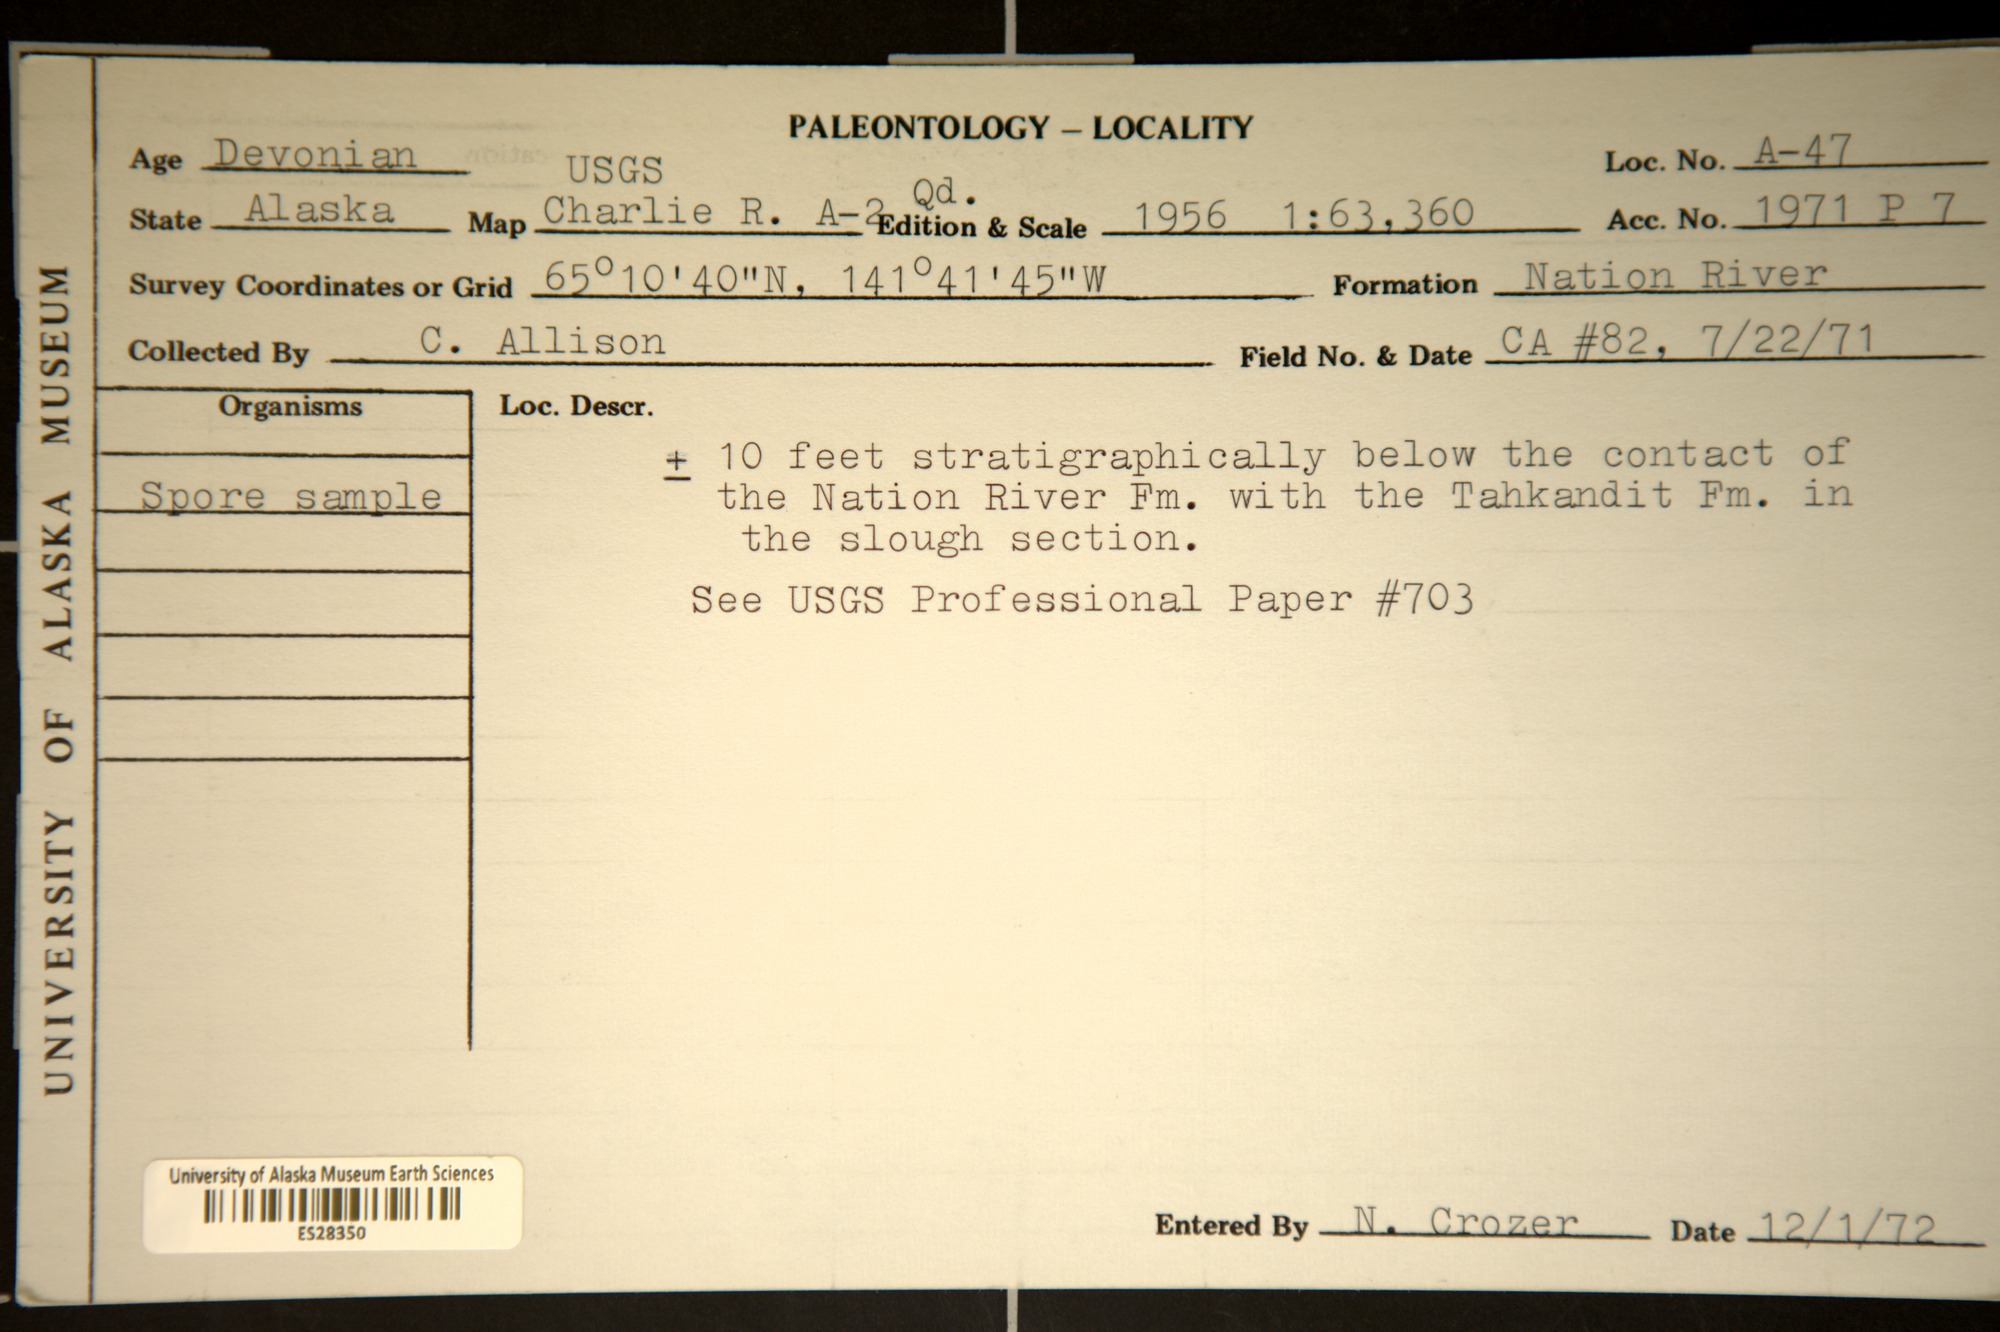 PALEONTOLOGY – LOCALITY
Age Devonian
USGS
Loc. No. A-47
State Alaska Map Charlie R. A-2 Qd. Edition & Scale 1956 1:63,360 Acc. No. 1971 P 7
Survey Coordinates or Grid 65°10'40"N, 141°41'45"W Formation Nation River
Collected By C. Allison Field No. & Date CA #82, 7/22/71
Organisms
Spore sample
Loc. Descr.
± 10 feet stratigraphically below the contact of
the Nation River Fm. with the Tahkandit Fm. in
the slough section.
See USGS Professional Paper #703
UNIVERSITY OF ALASKA MUSEUM
University of Alaska Museum Earth Sciences
ES28350
Entered By N. Crozer Date 12/1/72